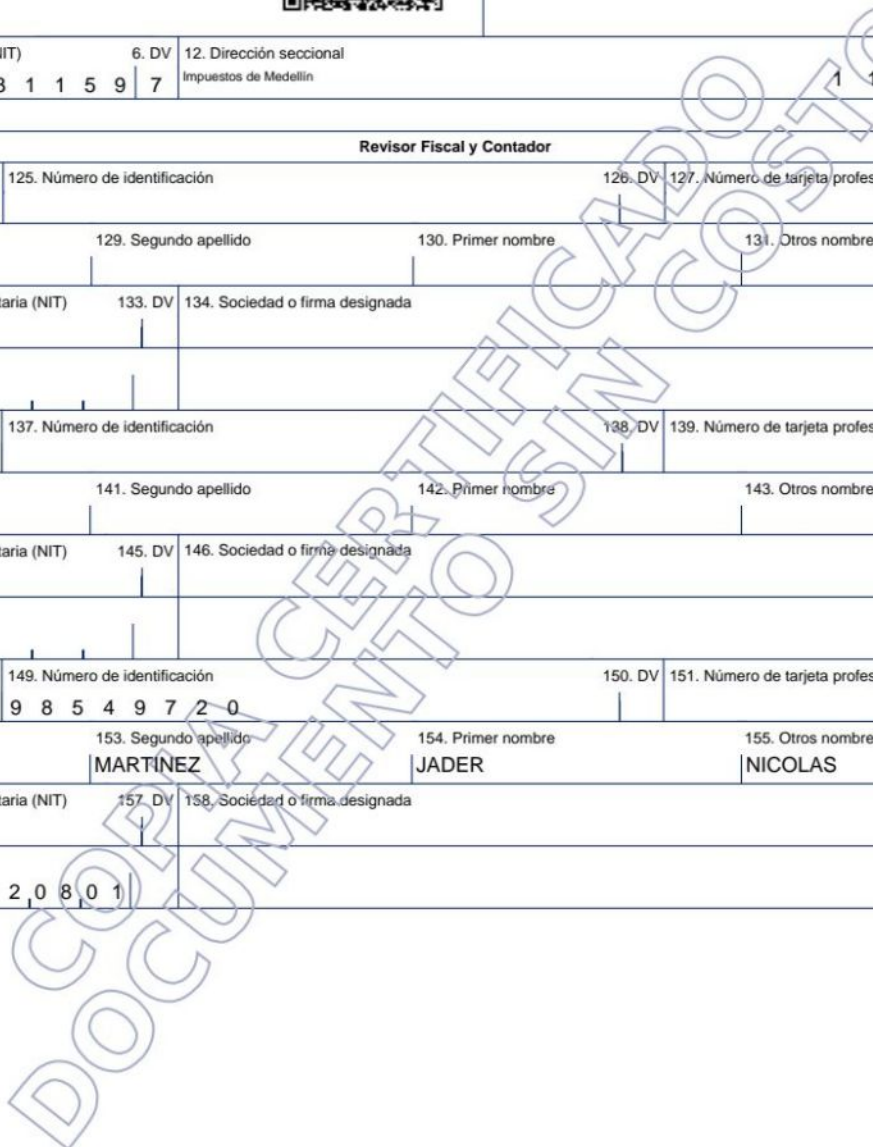 IIT) 6. DV 12. Dirección seccional
3 1 1 5 9 7 Impuestos de Medellín 1 1
Revisor Fiscal y Contador
125. Número de identificación 126. DV 127. Número de tarjeta profes
129. Segundo apellido 130. Primer nombre 131. Otros nombre
taria (NIT) 133. DV 134. Sociedad o firma designada
137. Número de identificación 138. DV 139. Número de tarjeta profes
141. Segundo apellido 142. Primer nombre 143. Otros nombre
taria (NIT) 145. DV 146. Sociedad o firma designada
149. Número de identificación 150. DV 151. Número de tarjeta profes
9 8 5 4 9 7 2 0
153. Segundo apellido 154. Primer nombre 155. Otros nombre
MARTINEZ JADER NICOLAS
taria (NIT) 157. DV 158. Sociedad o firma designada
2 0 8 0 1
COPIA CERTIFICADO
DOCUMENTO SIN COSTO